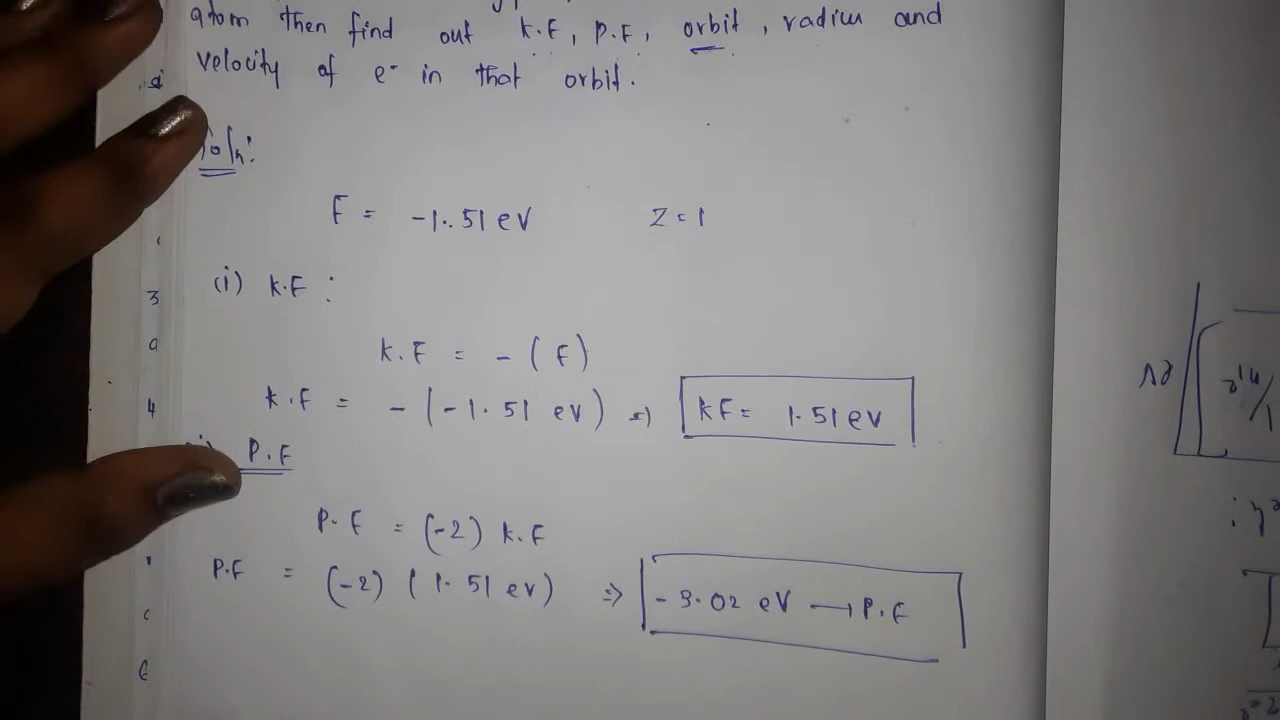 atom then find out K.E, P.E, orbit, radius and
velocity of e- in that orbit.
Soln:
E = -1.51 eV Z = 1
(i) K.E :
K.E = - (E)
K.E = - (-1.51 eV) ⇒ KE = 1.51 eV
P.E
P.E = (-2) K.E
P.E = (-2) (1.51 eV) ⇒ -3.02 eV → P.E